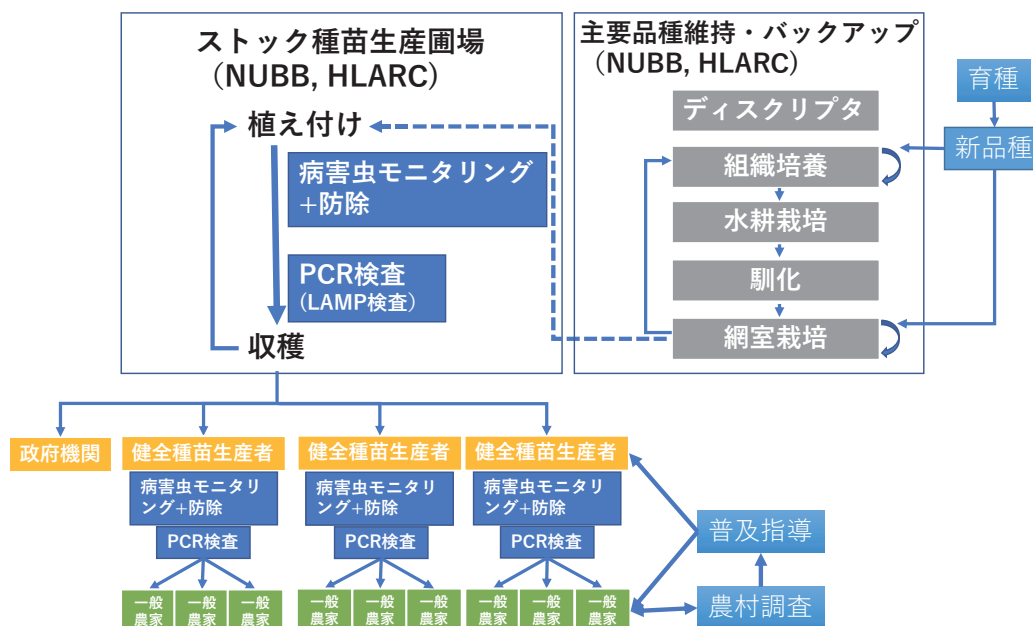 ストック種苗生産圃場
（NUBB, HLARC）
植え付け
病害虫モニタリング
+防除
PCR検査
(LAMP検査)
収穫
主要品種維持・バックアップ
（NUBB, HLARC）
ディスクリプタ
組織培養
水耕栽培
馴化
網室栽培
育種
新品種
政府機関
健全種苗生産者
健全種苗生産者
健全種苗生産者
病害虫モニタリ
ング+防除
病害虫モニタリ
ング+防除
病害虫モニタリ
ング+防除
PCR検査
PCR検査
PCR検査
一般
農家
一般
農家
一般
農家
一般
農家
一般
農家
一般
農家
一般
農家
一般
農家
一般
農家
普及指導
農村調査